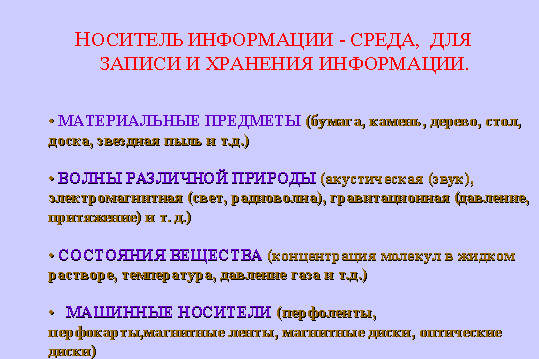 НОСИТЕЛЬ ИНФОРМАЦИИ - СРЕДА, ДЛЯ
ЗАПИСИ И ХРАНЕНИЯ ИНФОРМАЦИИ.
• МАТЕРИАЛЬНЫЕ ПРЕДМЕТЫ (бумага, камень, дерево, стол,
доска, звездная пыль и т.д.)
• ВОЛНЫ РАЗЛИЧНОЙ ПРИРОДЫ (акустическая (звук),
электромагнитная (свет, радиоволна), гравитационная (давление,
притяжение) и т. д.)
• СОСТОЯНИЯ ВЕЩЕСТВА (концентрация молекул в жидком
растворе, температура, давление газа и т.д.)
• МАШИННЫЕ НОСИТЕЛИ (перфоленты,
перфокарты,магнитные ленты, магнитные диски, оптические
диски)